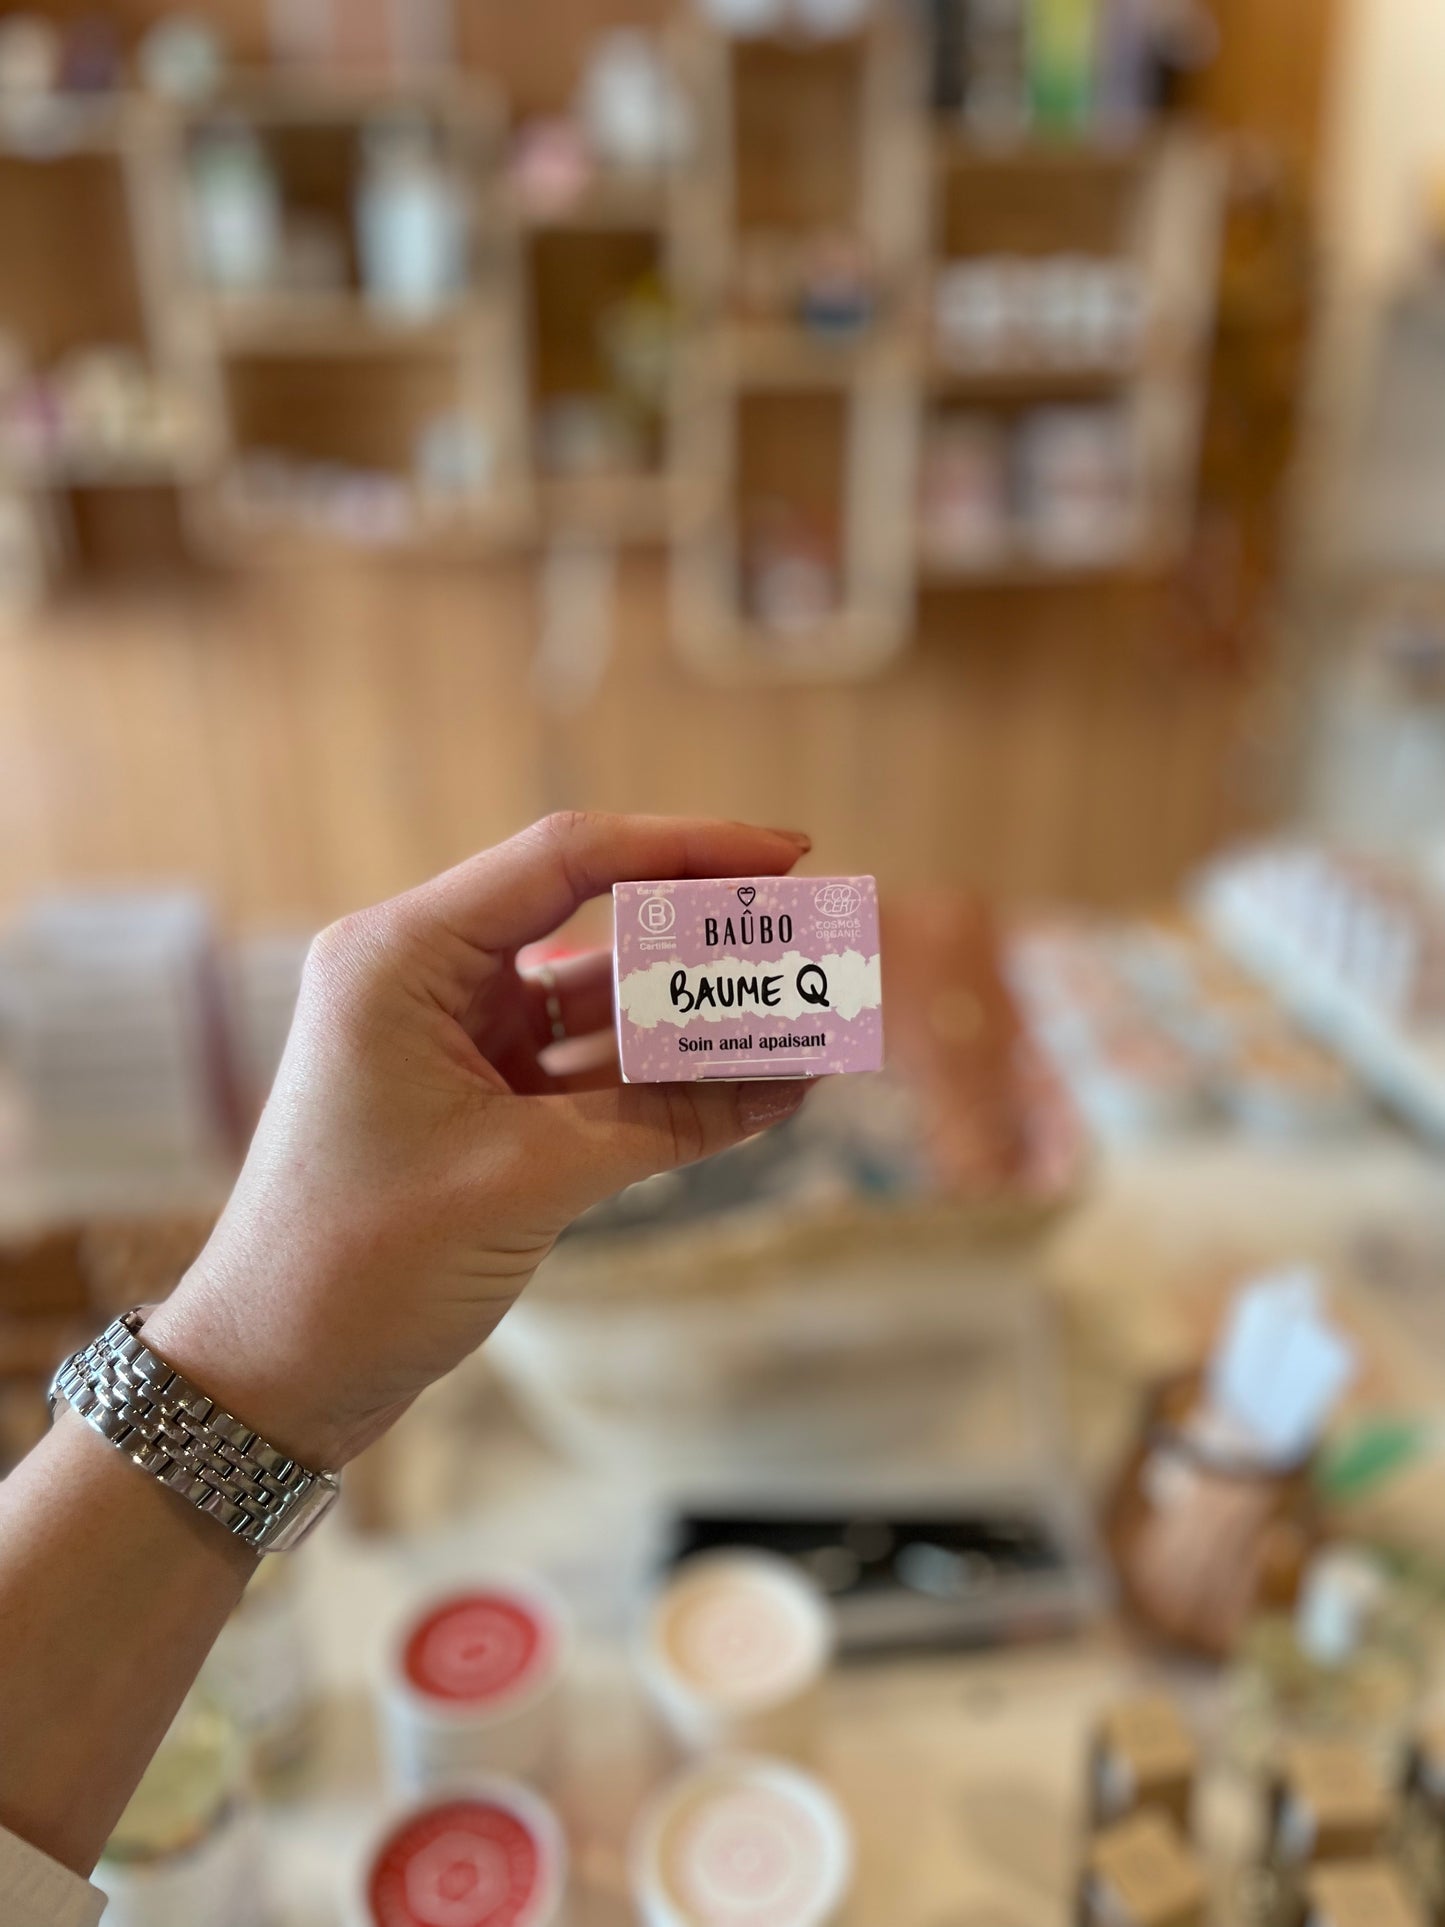 Entreprise
B
Certifiée
BAÛBO
ECO
CERT
COSMOS
ORGANIC
BAUME Q
Soin anal apaisant